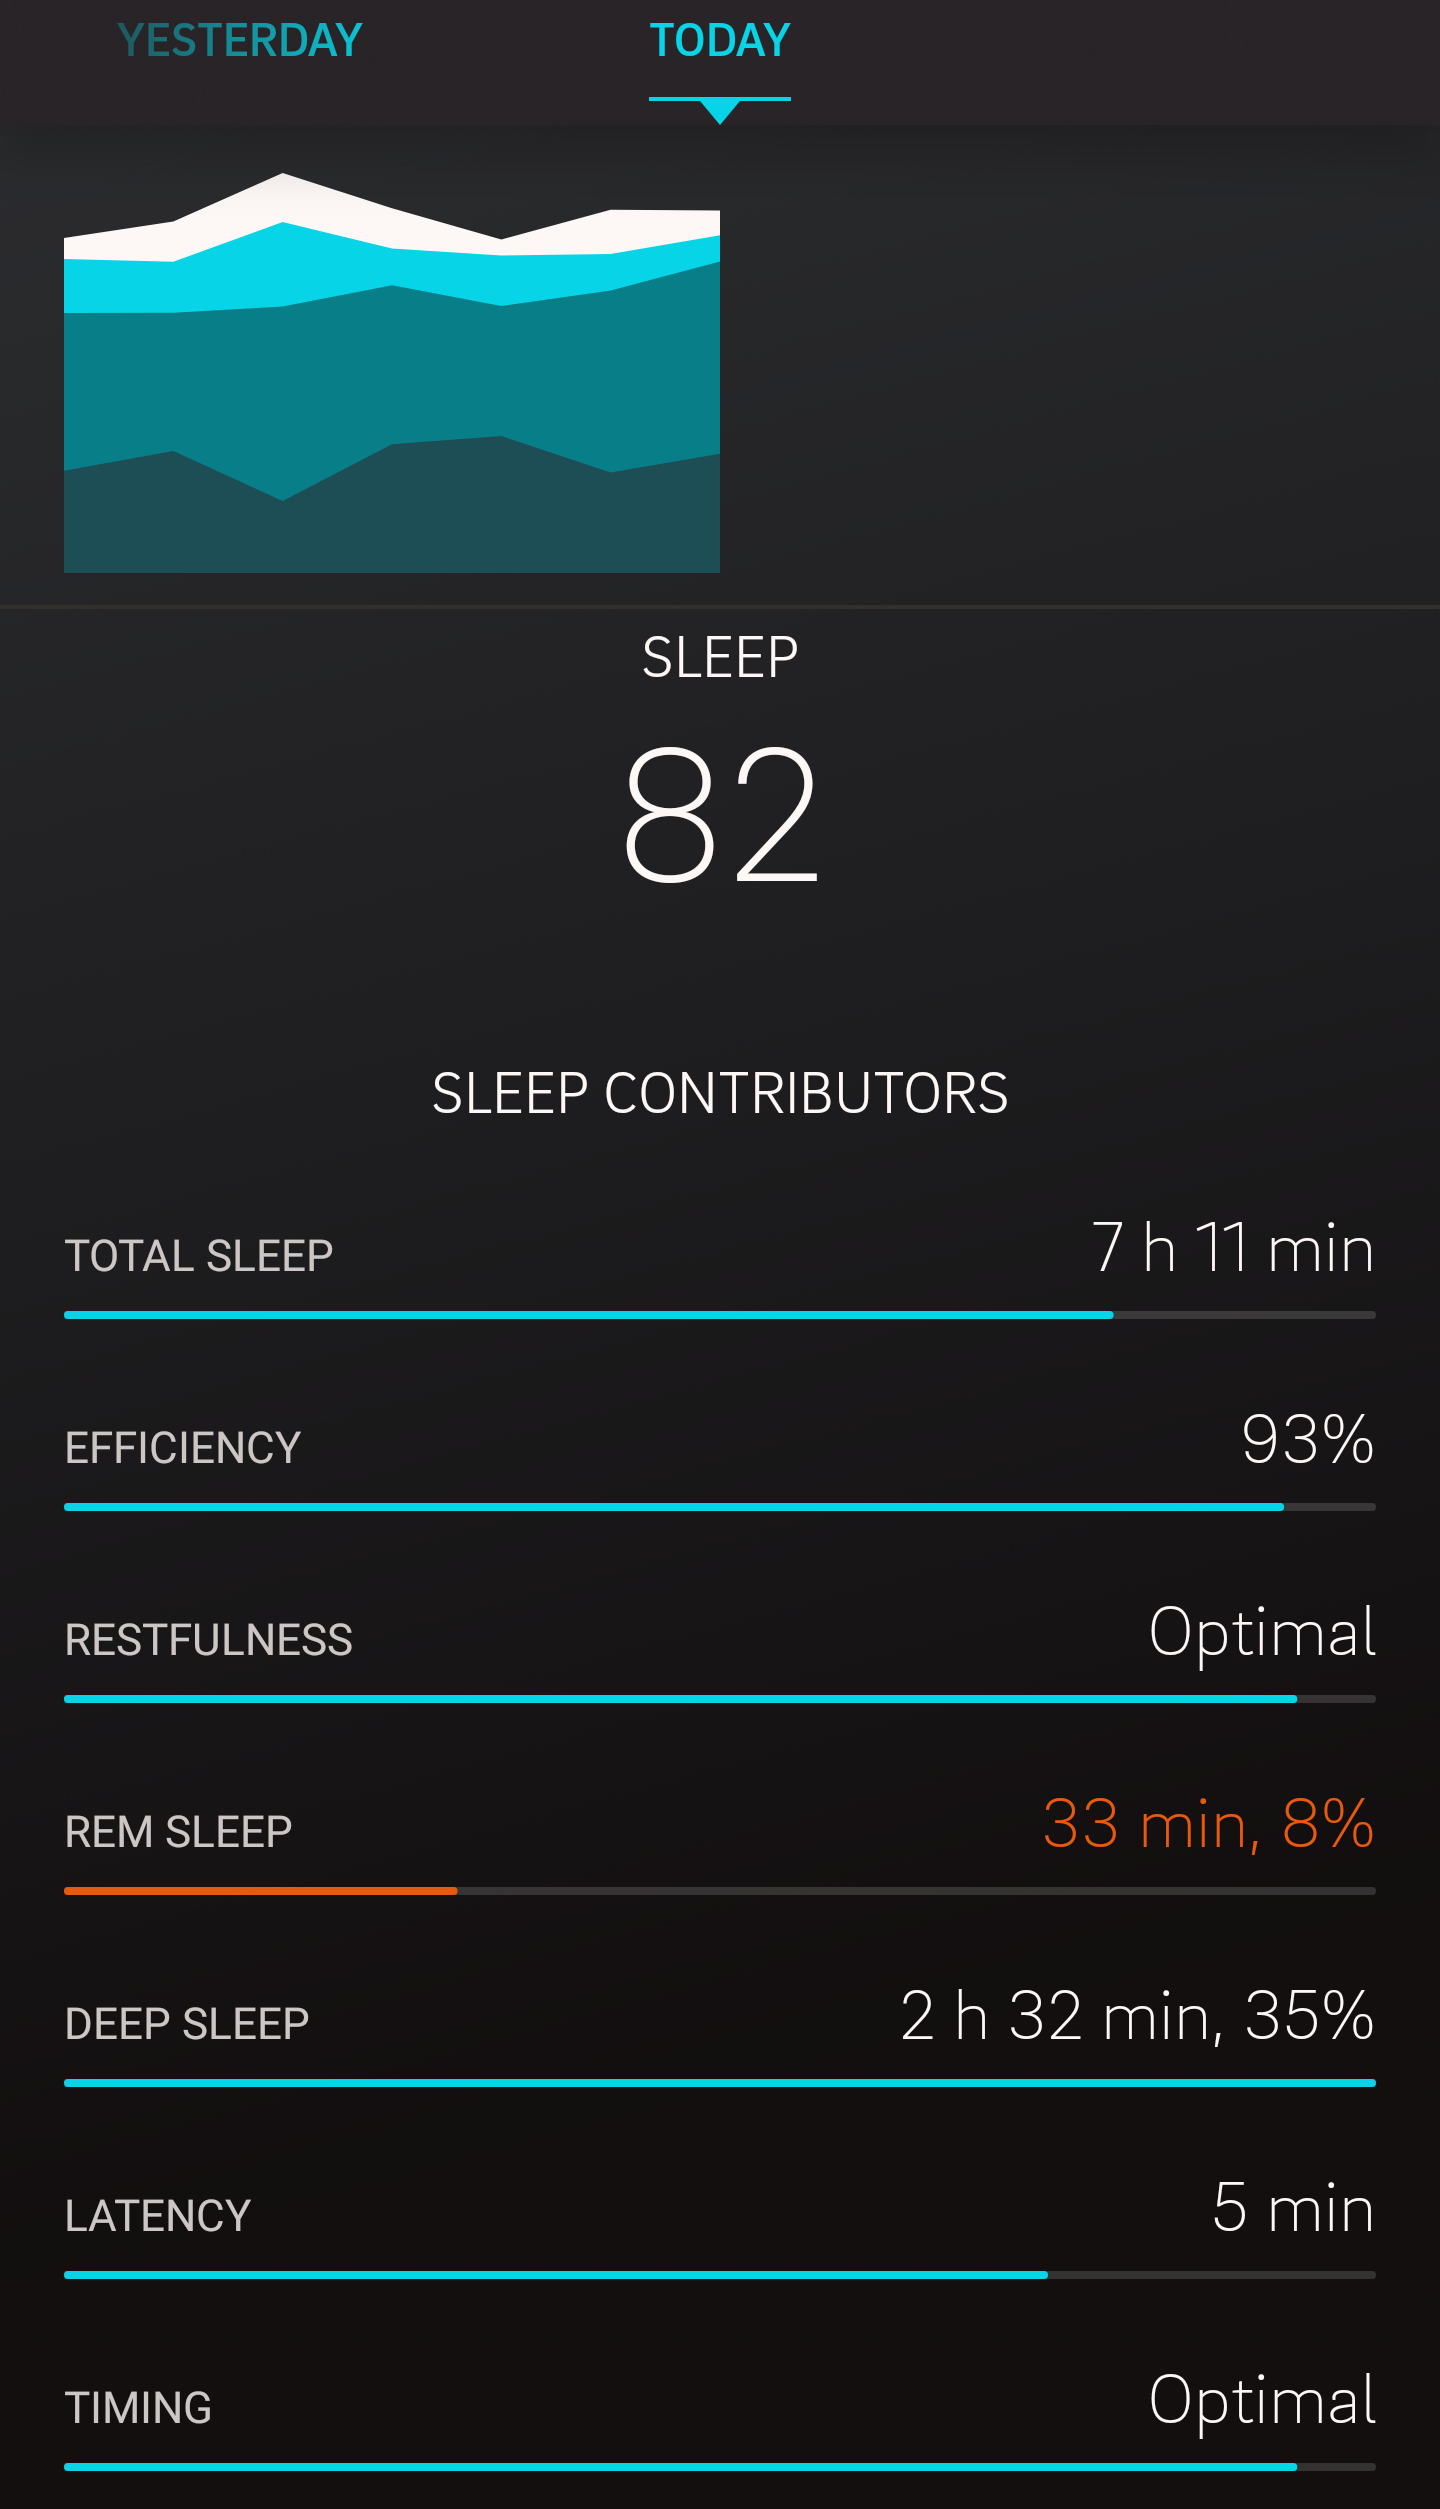 YESTERDAY TODAY
SLEEP
82
SLEEP CONTRIBUTORS
TOTAL SLEEP 7 h 11 min
EFFICIENCY 93%
RESTFULNESS Optimal
REM SLEEP 33 min, 8%
DEEP SLEEP 2 h 32 min, 35%
LATENCY 5 min
TIMING Optimal